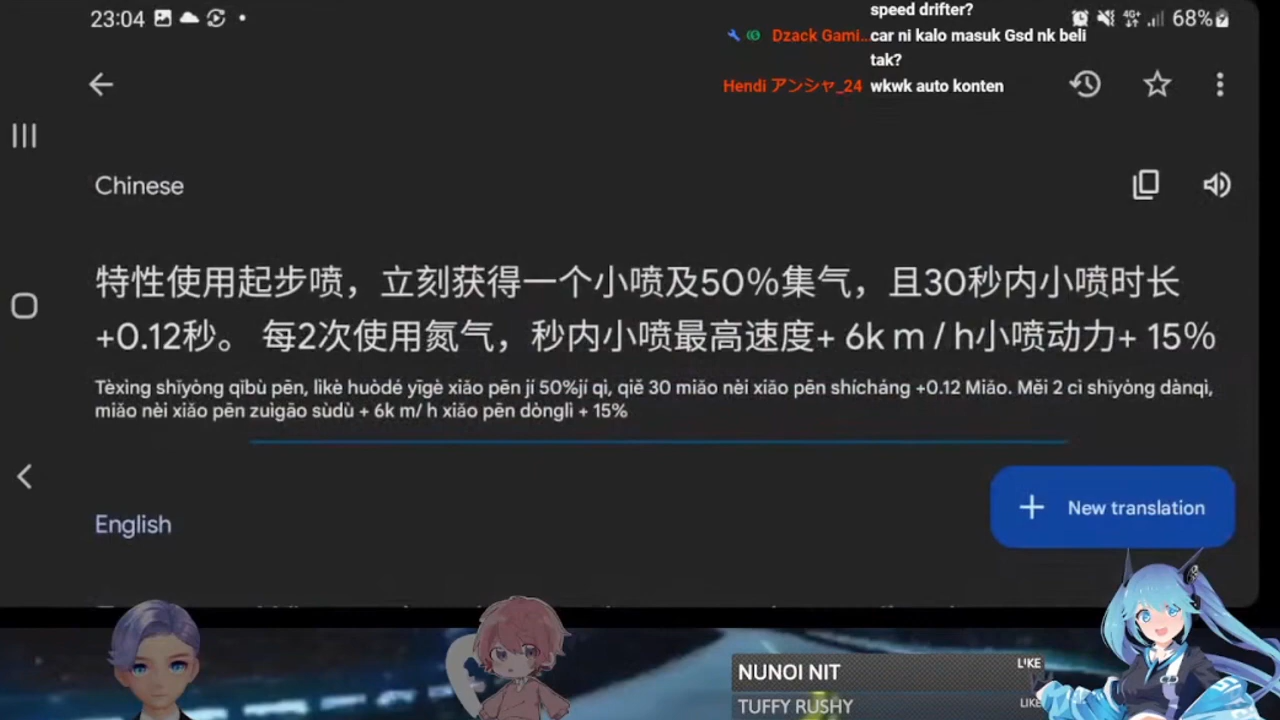 23:04
speed drifter?
4G+
68%
Dzack Gami...car ni kalo masuk Gsd nk beli
tak?
Hendi アンシャ_24 wkwk auto konten
Chinese
特性使用起步喷，立刻获得一个小喷及50%集气，且30秒内小喷时长
+0.12秒。 每2次使用氮气，秒内小喷最高速度+ 6k m / h小喷动力+ 15%
Tèxìng shǐyòng qǐbù pēn, lìkè huòdé yīgè xiǎo pēn jí 50%jí qì, qiě 30 miǎo nèi xiǎo pēn shícháng +0.12 Miǎo. Měi 2 cì shǐyòng dànqì,
miǎo nèi xiǎo pēn zuìgāo sùdù + 6k m/ h xiǎo pēn dònglì + 15%
English
New translation
NUNOI NIT LIKE
TUFFY RUSHY LIKE